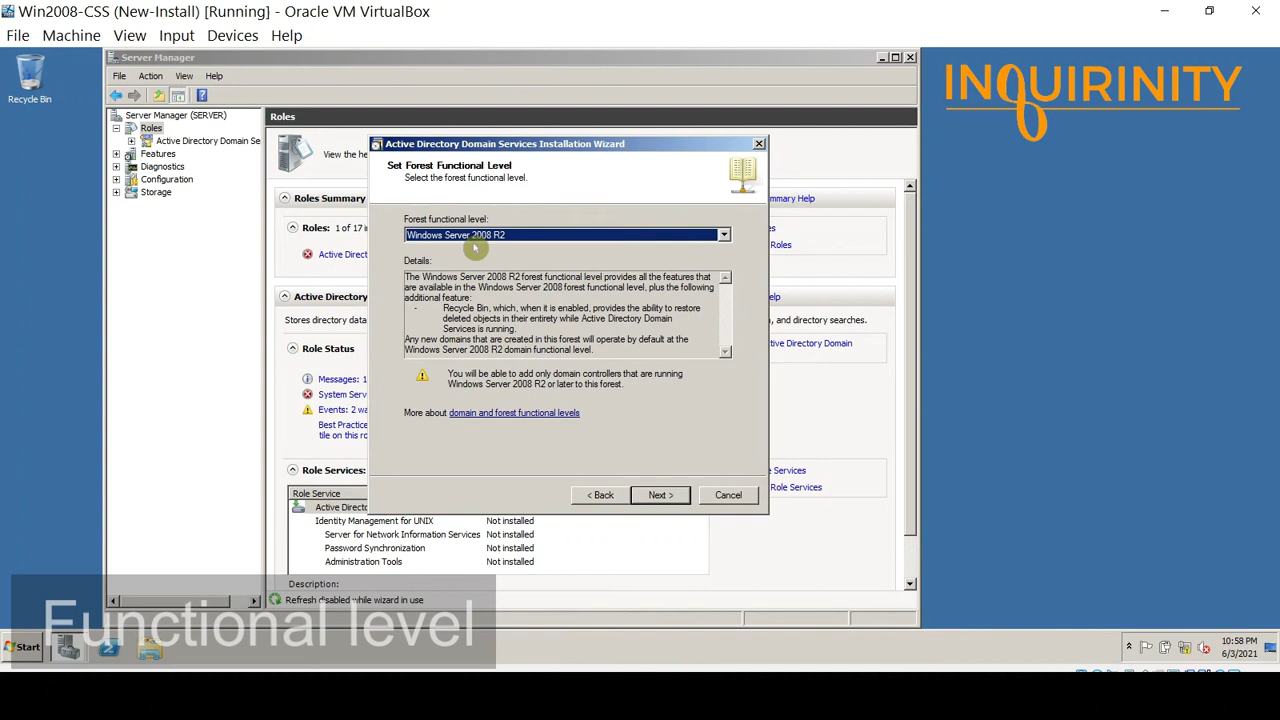 Win2008-CSS (New-Install) [Running] - Oracle VM VirtualBox
File Machine View Input Devices Help
Recycle Bin
INQUIRINITY
Server Manager
File Action View Help
Server Manager (SERVER)
Roles
Active Directory Domain Se
Features
Diagnostics
Configuration
Storage
Roles
View the he
Roles Summary
ummary Help
Roles: 1 of 17 i
Active Direct
es
Roles
Active Directory
elp
Stores directory data
, and directory searches.
Role Status
ctive Directory Domain
Messages: 1
System Serv
Events: 2 wa
Best Practic
tile on this ro
Role Services:
e Services
Role Services
Role Service
Active Directo
Identity Management for UNIX Not installed
Server for Network Information Services Not installed
Password Synchronization Not installed
Administration Tools Not installed
Description:
Refresh disabled while wizard in use
Active Directory Domain Services Installation Wizard
Set Forest Functional Level
Select the forest functional level.
Forest functional level:
Windows Server 2008 R2
Details:
The Windows Server 2008 R2 forest functional level provides all the features that
are available in the Windows Server 2008 forest functional level, plus the following
additional feature:
- Recycle Bin, which, when it is enabled, provides the ability to restore
deleted objects in their entirety while Active Directory Domain
Services is running.
Any new domains that are created in this forest will operate by default at the
Windows Server 2008 R2 domain functional level.
You will be able to add only domain controllers that are running
Windows Server 2008 R2 or later to this forest.
More about domain and forest functional levels
< Back Next > Cancel
Functional level
Start
10:58 PM
6/3/2021